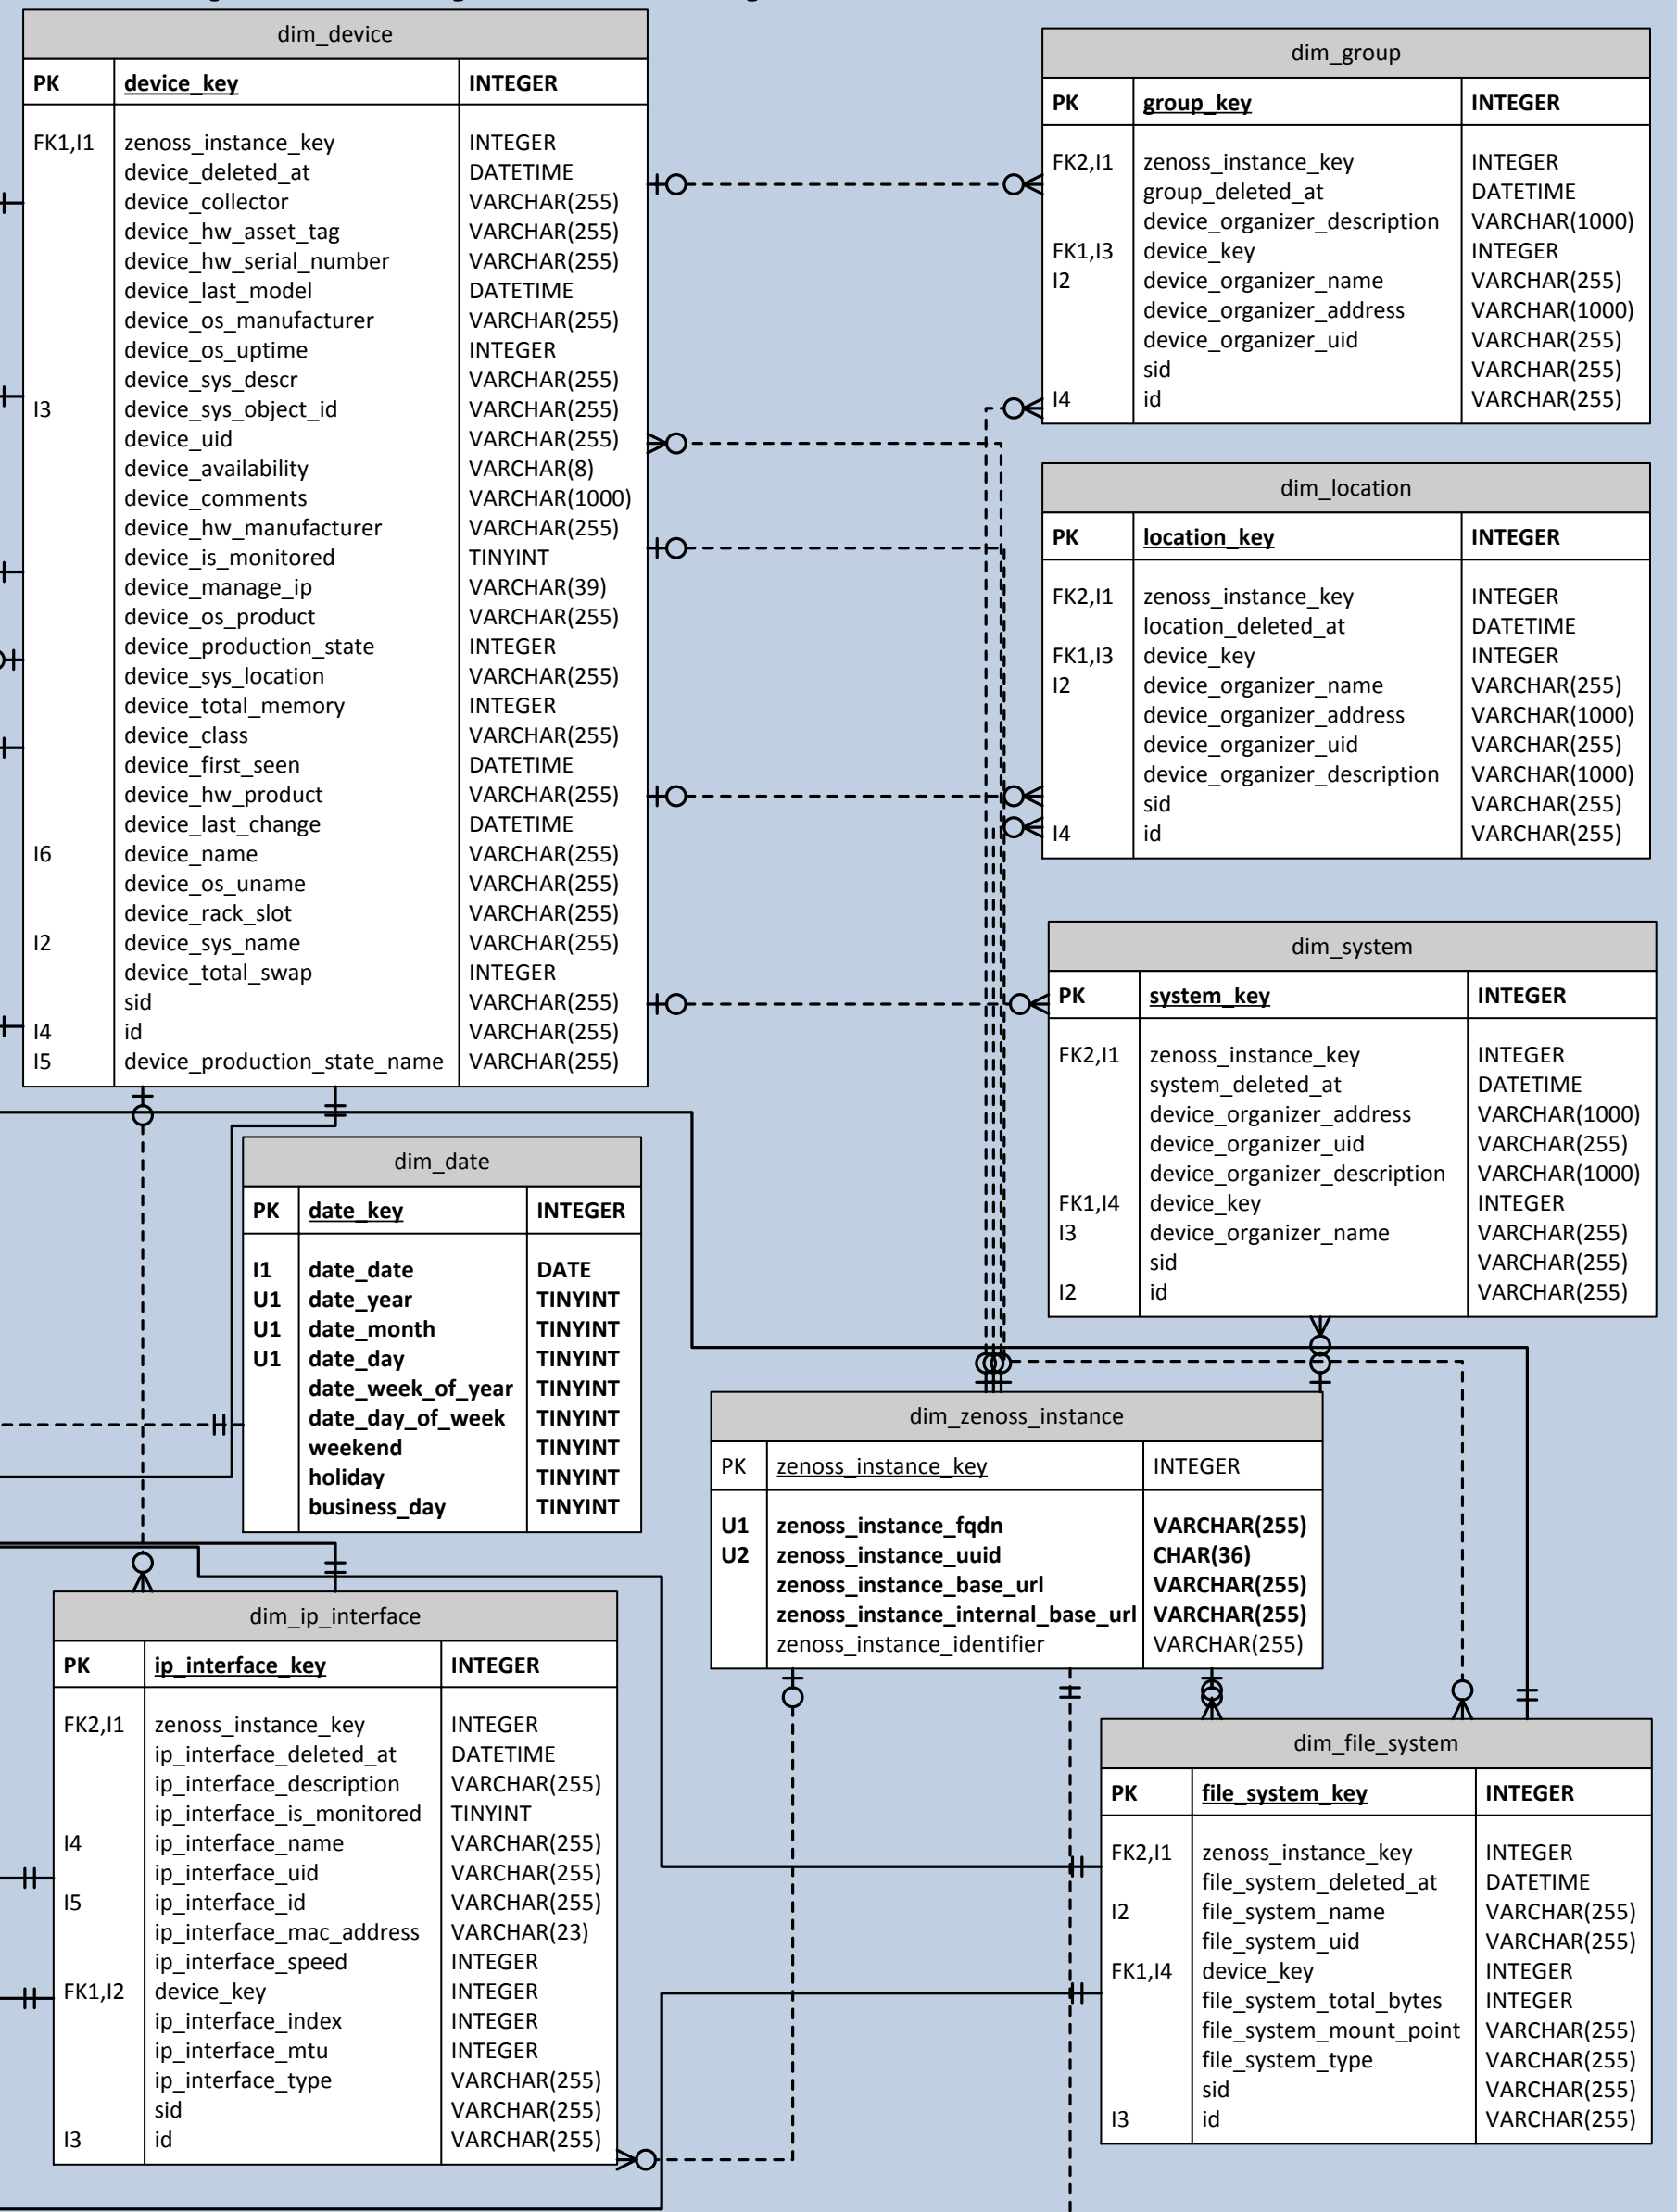 dim_device
PK device_key INTEGER
FK1,I1 zenoss_instance_key INTEGER
device_deleted_at DATETIME
device_collector VARCHAR(255)
device_hw_asset_tag VARCHAR(255)
device_hw_serial_number VARCHAR(255)
device_last_model DATETIME
device_os_manufacturer VARCHAR(255)
device_os_uptime INTEGER
device_sys_descr VARCHAR(255)
I3 device_sys_object_id VARCHAR(255)
device_uid VARCHAR(255)
device_availability VARCHAR(8)
device_comments VARCHAR(1000)
device_hw_manufacturer VARCHAR(255)
device_is_monitored TINYINT
device_manage_ip VARCHAR(39)
device_os_product VARCHAR(255)
device_production_state INTEGER
device_sys_location VARCHAR(255)
device_total_memory INTEGER
device_class VARCHAR(255)
device_first_seen DATETIME
device_hw_product VARCHAR(255)
device_last_change DATETIME
I6 device_name VARCHAR(255)
device_os_uname VARCHAR(255)
device_rack_slot VARCHAR(255)
I2 device_sys_name VARCHAR(255)
device_total_swap INTEGER
sid VARCHAR(255)
I4 id VARCHAR(255)
I5 device_production_state_name VARCHAR(255)
dim_group
PK group_key INTEGER
FK2,I1 zenoss_instance_key INTEGER
group_deleted_at DATETIME
device_organizer_description VARCHAR(1000)
FK1,I3 device_key INTEGER
I2 device_organizer_name VARCHAR(255)
device_organizer_address VARCHAR(1000)
device_organizer_uid VARCHAR(255)
sid VARCHAR(255)
I4 id VARCHAR(255)
dim_location
PK location_key INTEGER
FK2,I1 zenoss_instance_key INTEGER
location_deleted_at DATETIME
FK1,I3 device_key INTEGER
I2 device_organizer_name VARCHAR(255)
device_organizer_address VARCHAR(1000)
device_organizer_uid VARCHAR(255)
device_organizer_description VARCHAR(1000)
sid VARCHAR(255)
I4 id VARCHAR(255)
dim_system
PK system_key INTEGER
FK2,I1 zenoss_instance_key INTEGER
system_deleted_at DATETIME
device_organizer_address VARCHAR(1000)
device_organizer_uid VARCHAR(255)
device_organizer_description VARCHAR(1000)
FK1,I4 device_key INTEGER
I3 device_organizer_name VARCHAR(255)
sid VARCHAR(255)
I2 id VARCHAR(255)
dim_date
PK date_key INTEGER
I1 date_date DATE
U1 date_year TINYINT
U1 date_month TINYINT
U1 date_day TINYINT
date_week_of_year TINYINT
date_day_of_week TINYINT
weekend TINYINT
holiday TINYINT
business_day TINYINT
dim_zenoss_instance
PK zenoss_instance_key INTEGER
U1 zenoss_instance_fqdn VARCHAR(255)
U2 zenoss_instance_uuid CHAR(36)
zenoss_instance_base_url VARCHAR(255)
zenoss_instance_internal_base_url VARCHAR(255)
zenoss_instance_identifier VARCHAR(255)
dim_ip_interface
PK ip_interface_key INTEGER
FK2,I1 zenoss_instance_key INTEGER
ip_interface_deleted_at DATETIME
ip_interface_description VARCHAR(255)
ip_interface_is_monitored TINYINT
I4 ip_interface_name VARCHAR(255)
ip_interface_uid VARCHAR(255)
I5 ip_interface_id VARCHAR(255)
ip_interface_mac_address VARCHAR(23)
ip_interface_speed INTEGER
FK1,I2 device_key INTEGER
ip_interface_index INTEGER
ip_interface_mtu INTEGER
ip_interface_type VARCHAR(255)
sid VARCHAR(255)
I3 id VARCHAR(255)
dim_file_system
PK file_system_key INTEGER
FK2,I1 zenoss_instance_key INTEGER
file_system_deleted_at DATETIME
I2 file_system_name VARCHAR(255)
file_system_uid VARCHAR(255)
FK1,I4 device_key INTEGER
file_system_total_bytes INTEGER
file_system_mount_point VARCHAR(255)
file_system_type VARCHAR(255)
sid VARCHAR(255)
I3 id VARCHAR(255)